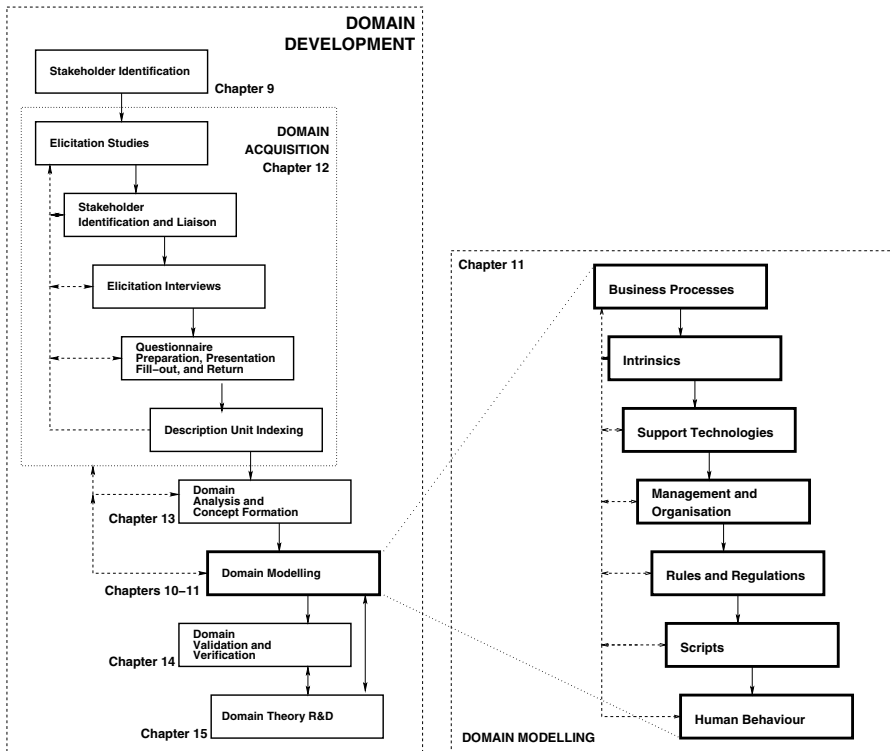 DOMAIN
DEVELOPMENT
Stakeholder Identification
Chapter 9
DOMAIN
ACQUISITION
Chapter 12
Elicitation Studies
Stakeholder
Identification and Liaison
Elicitation Interviews
Questionnaire
Preparation, Presentation
Fill−out, and Return
Description Unit Indexing
Domain
Analysis and
Concept Formation
Chapter 13
Domain Modelling
Chapters 10−11
Domain
Validation and
Verification
Chapter 14
Domain Theory R&D
Chapter 15
Chapter 11
Business Processes
Intrinsics
Support Technologies
Management and
Organisation
Rules and Regulations
Scripts
Human Behaviour
DOMAIN MODELLING